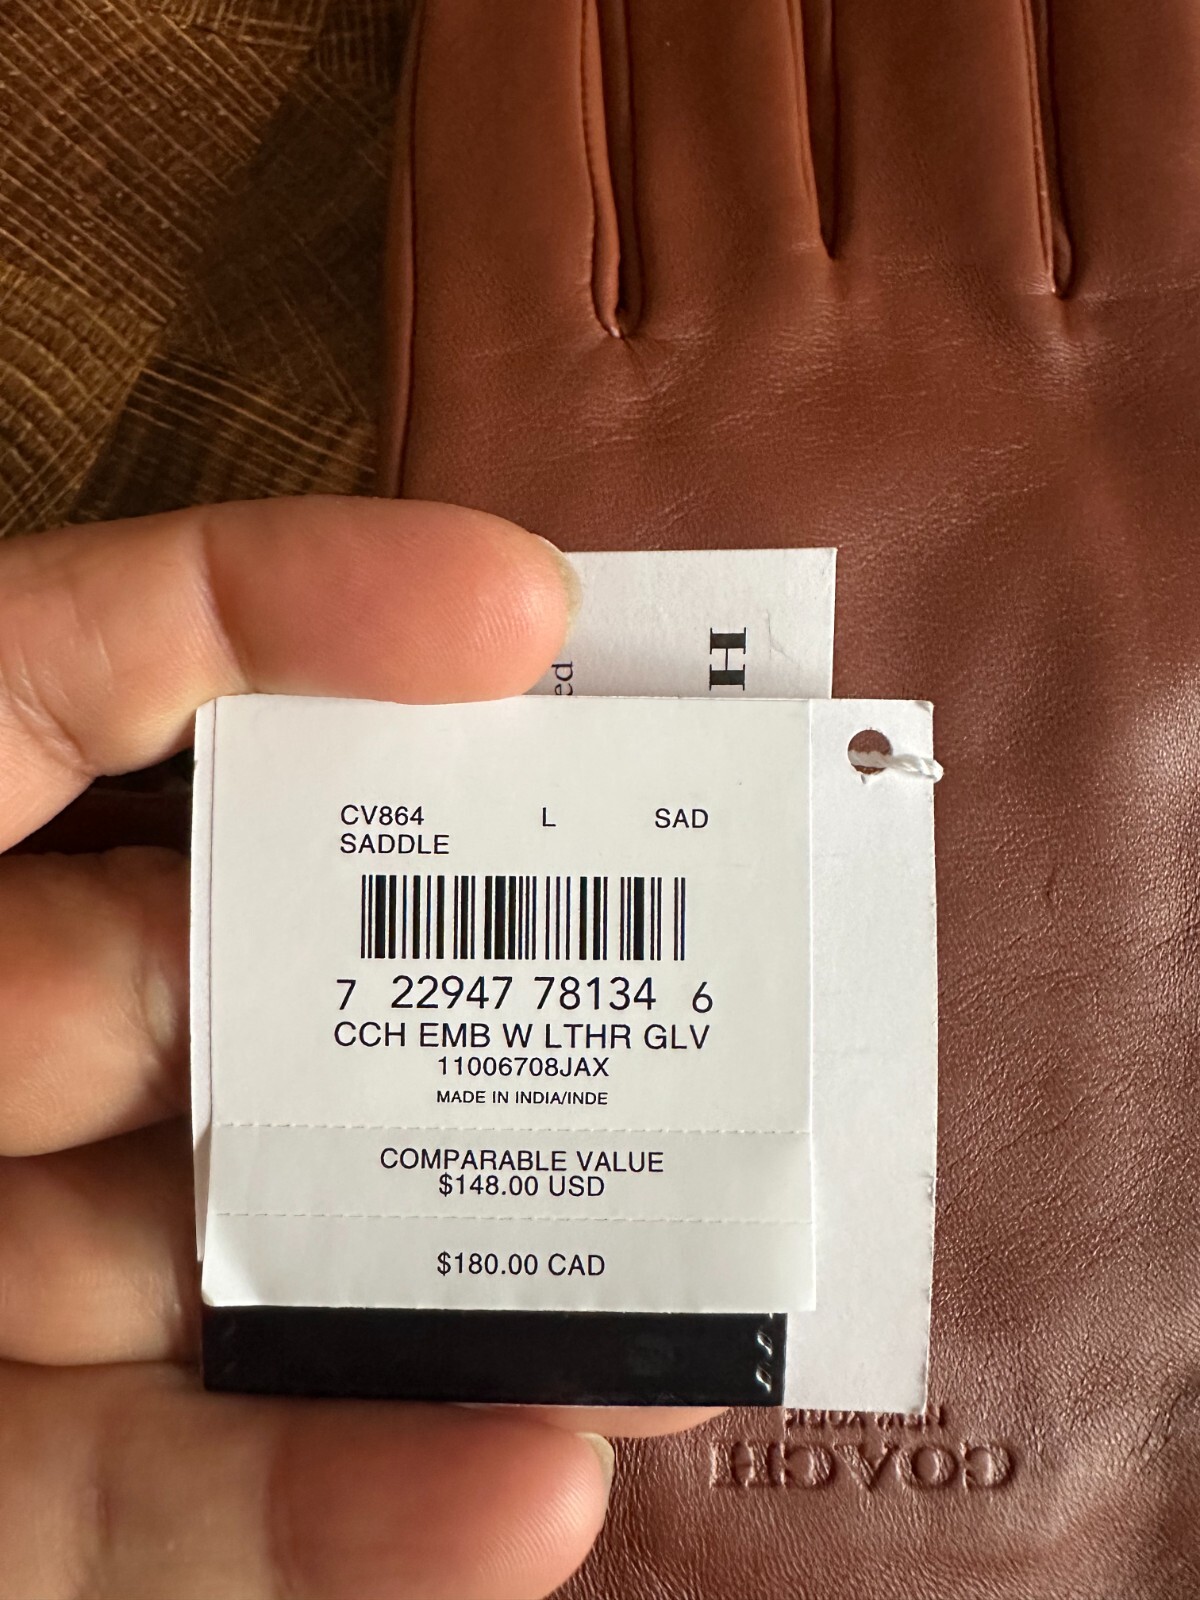 ed
H
CV864 L SAD
SADDLE
7 22947 78134 6
CCH EMB W LTHR GLV
11006708JAX
MADE IN INDIA/INDE
COMPARABLE VALUE
$148.00 USD
$180.00 CAD
COACH
NEW YORK